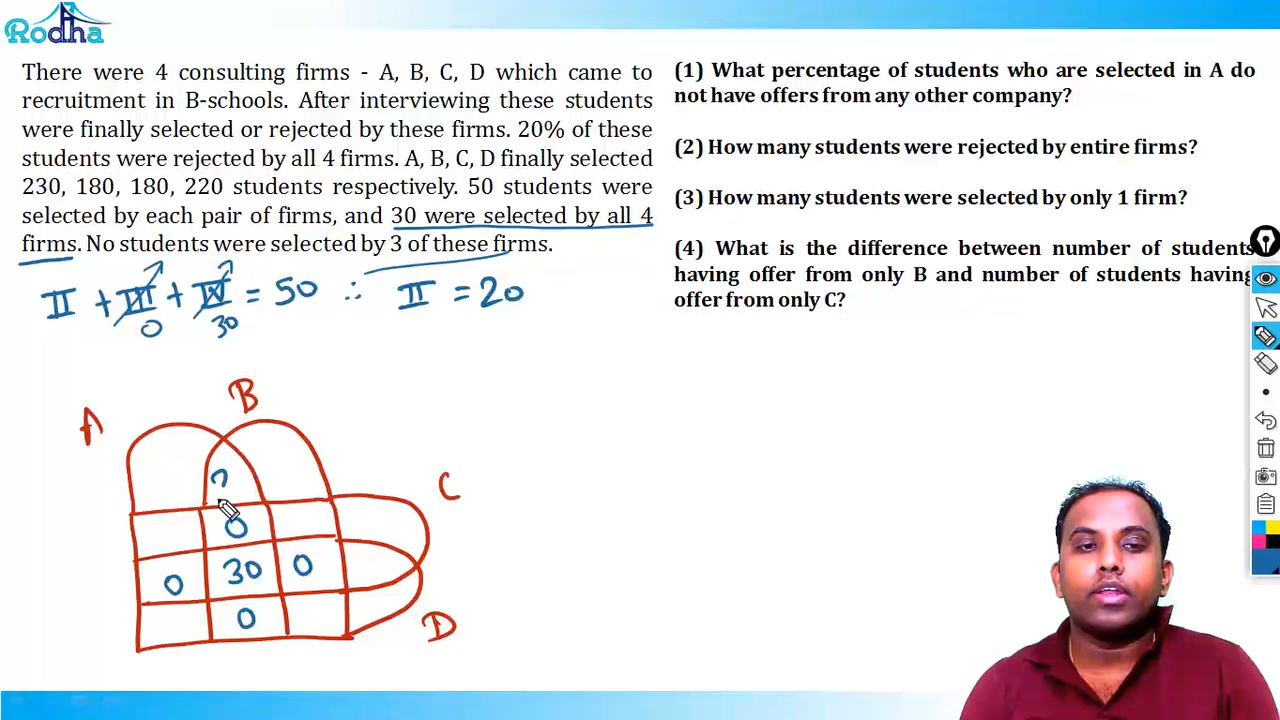 Rodha
There were 4 consulting firms - A, B, C, D which came to
recruitment in B-schools. After interviewing these students
were finally selected or rejected by these firms. 20% of these
students were rejected by all 4 firms. A, B, C, D finally selected
230, 180, 180, 220 students respectively. 50 students were
selected by each pair of firms, and 30 were selected by all 4
firms. No students were selected by 3 of these firms.
II + III + IV = 50 ∴ II = 20
0 30
A
B
C
0
30 0
0
0
D
(1) What percentage of students who are selected in A do
not have offers from any other company?
(2) How many students were rejected by entire firms?
(3) How many students were selected by only 1 firm?
(4) What is the difference between number of students
having offer from only B and number of students having
offer from only C?